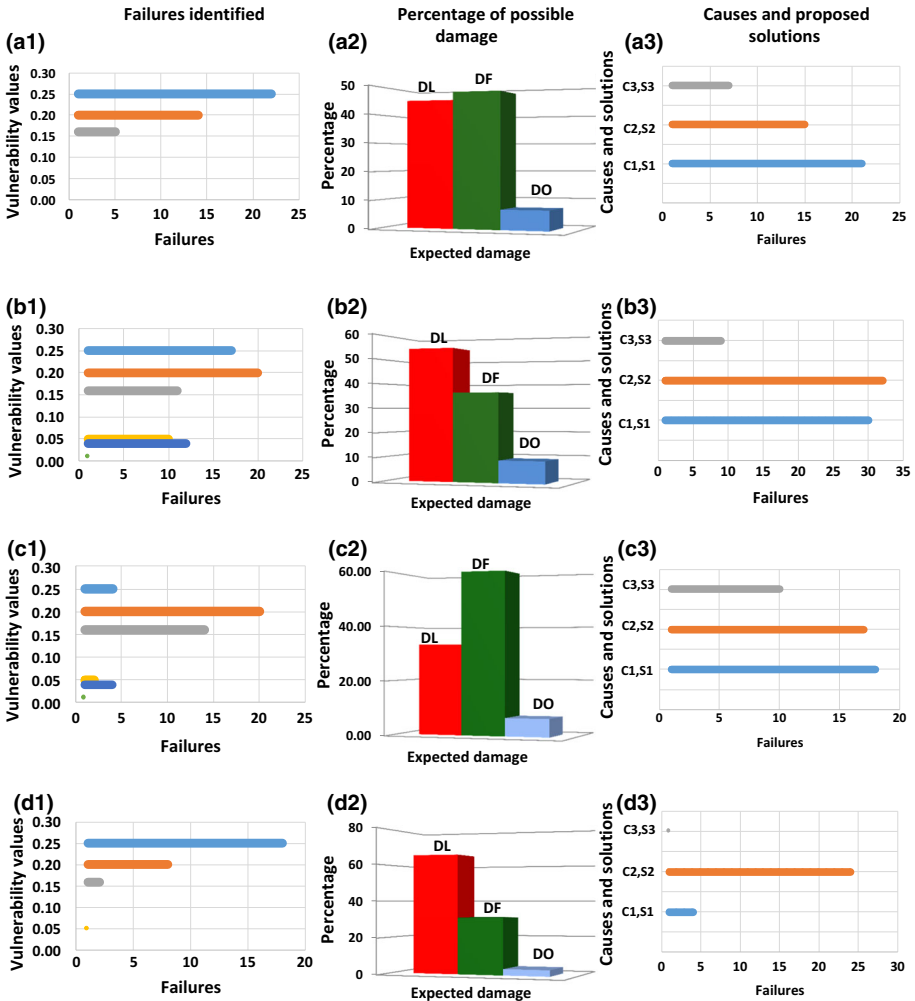 Failures identified
Percentage of possible
damage
Causes and proposed
solutions
(a1)
Vulnerability values
0.30
0.25
0.20
0.15
0.10
0.05
0.00
0 5 10 15 20 25
Failures
(a2)
Percentage
50
40
30
20
10
0
DL DF DO
Expected damage
(a3)
Causes and solutions
C3,S3
C2,S2
C1,S1
0 5 10 15 20 25
Failures
(b1)
Vulnerability values
0.30
0.25
0.20
0.15
0.10
0.05
0.00
0 5 10 15 20 25
Failures
(b2)
Percentage
60
50
40
30
20
10
0
DL DF DO
Expected damage
(b3)
Causes and solutions
C3,S3
C2,S2
C1,S1
0 5 10 15 20 25 30 35
Failures
(c1)
Vulnerability values
0.30
0.25
0.20
0.15
0.10
0.05
0.00
0 5 10 15 20 25
Failures
(c2)
Percentage
60.00
40.00
20.00
0.00
DL DF DO
Expected damage
(c3)
Causes and solutions
C3,S3
C2,S2
C1,S1
0 5 10 15 20
Failures
(d1)
Vulnerability values
0.30
0.25
0.20
0.15
0.10
0.05
0.00
0 5 10 15 20
Failures
(d2)
Percentage
80
60
40
20
0
DL DF DO
Expected damage
(d3)
Causes and solutions
C3,S3
C2,S2
C1,S1
0 5 10 15 20 25 30
Failures